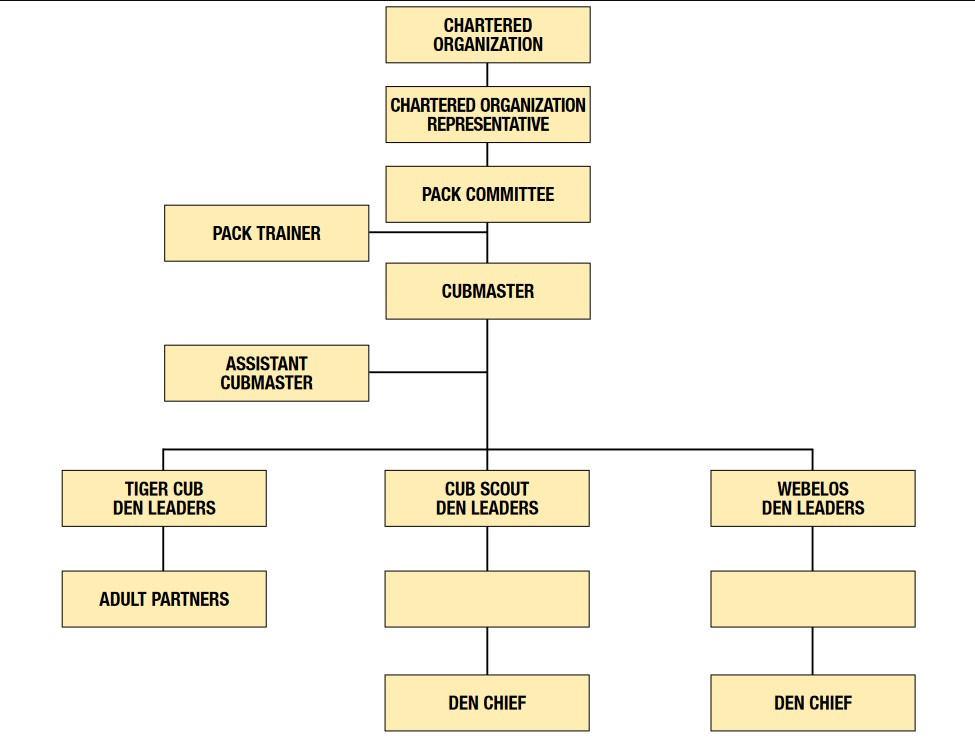 CHARTERED
ORGANIZATION
CHARTERED ORGANIZATION
REPRESENTATIVE
PACK COMMITTEE
PACK TRAINER
CUBMASTER
ASSISTANT
CUBMASTER
TIGER CUB
DEN LEADERS
CUB SCOUT
DEN LEADERS
WEBELOS
DEN LEADERS
ADULT PARTNERS
DEN CHIEF
DEN CHIEF